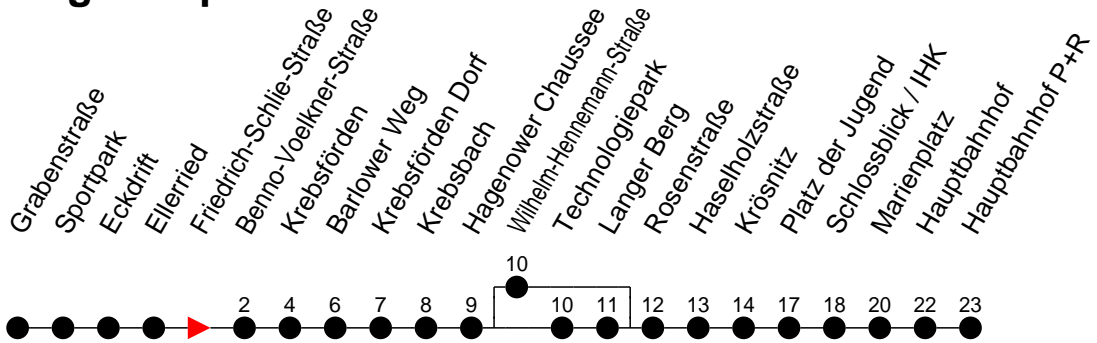 Grabenstraße
Sportpark
Eckdrift
Ellerried
Friedrich-Schlie-Straße
Benno-Voelkner-Straße
Krebsförden
Barlower Weg
Krebsförden Dorf
Krebsbach
Hagenower Chaussee
Wilhelm-Hennemann-Straße
Technologiepark
Langer Berg
Rosenstraße
Haselholzstraße
Krösnitz
Platz der Jugend
Schlossblick / IHK
Marienplatz
Hauptbahnhof
Hauptbahnhof P+R
10
2 4 6 7 8 9 10 11 12 13 14 17 18 20 22 23